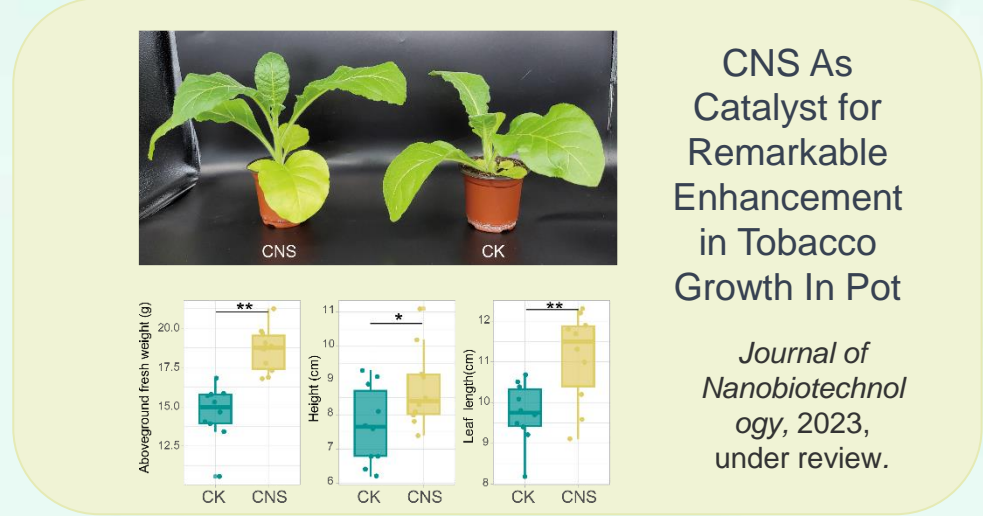 CNS As
Catalyst for
Remarkable
Enhancement
in Tobacco
Growth In Pot
Journal of
Nanobiotechnol
ogy, 2023,
under review.
CNS
CK
Aboveground fresh weight (g)
20.0
17.5
15.0
12.5
**
CK
CNS
Height (cm)
11
9
8
7
6
*
CK
CNS
Leaf length(cm)
12
11
10
9
8
**
CK
CNS